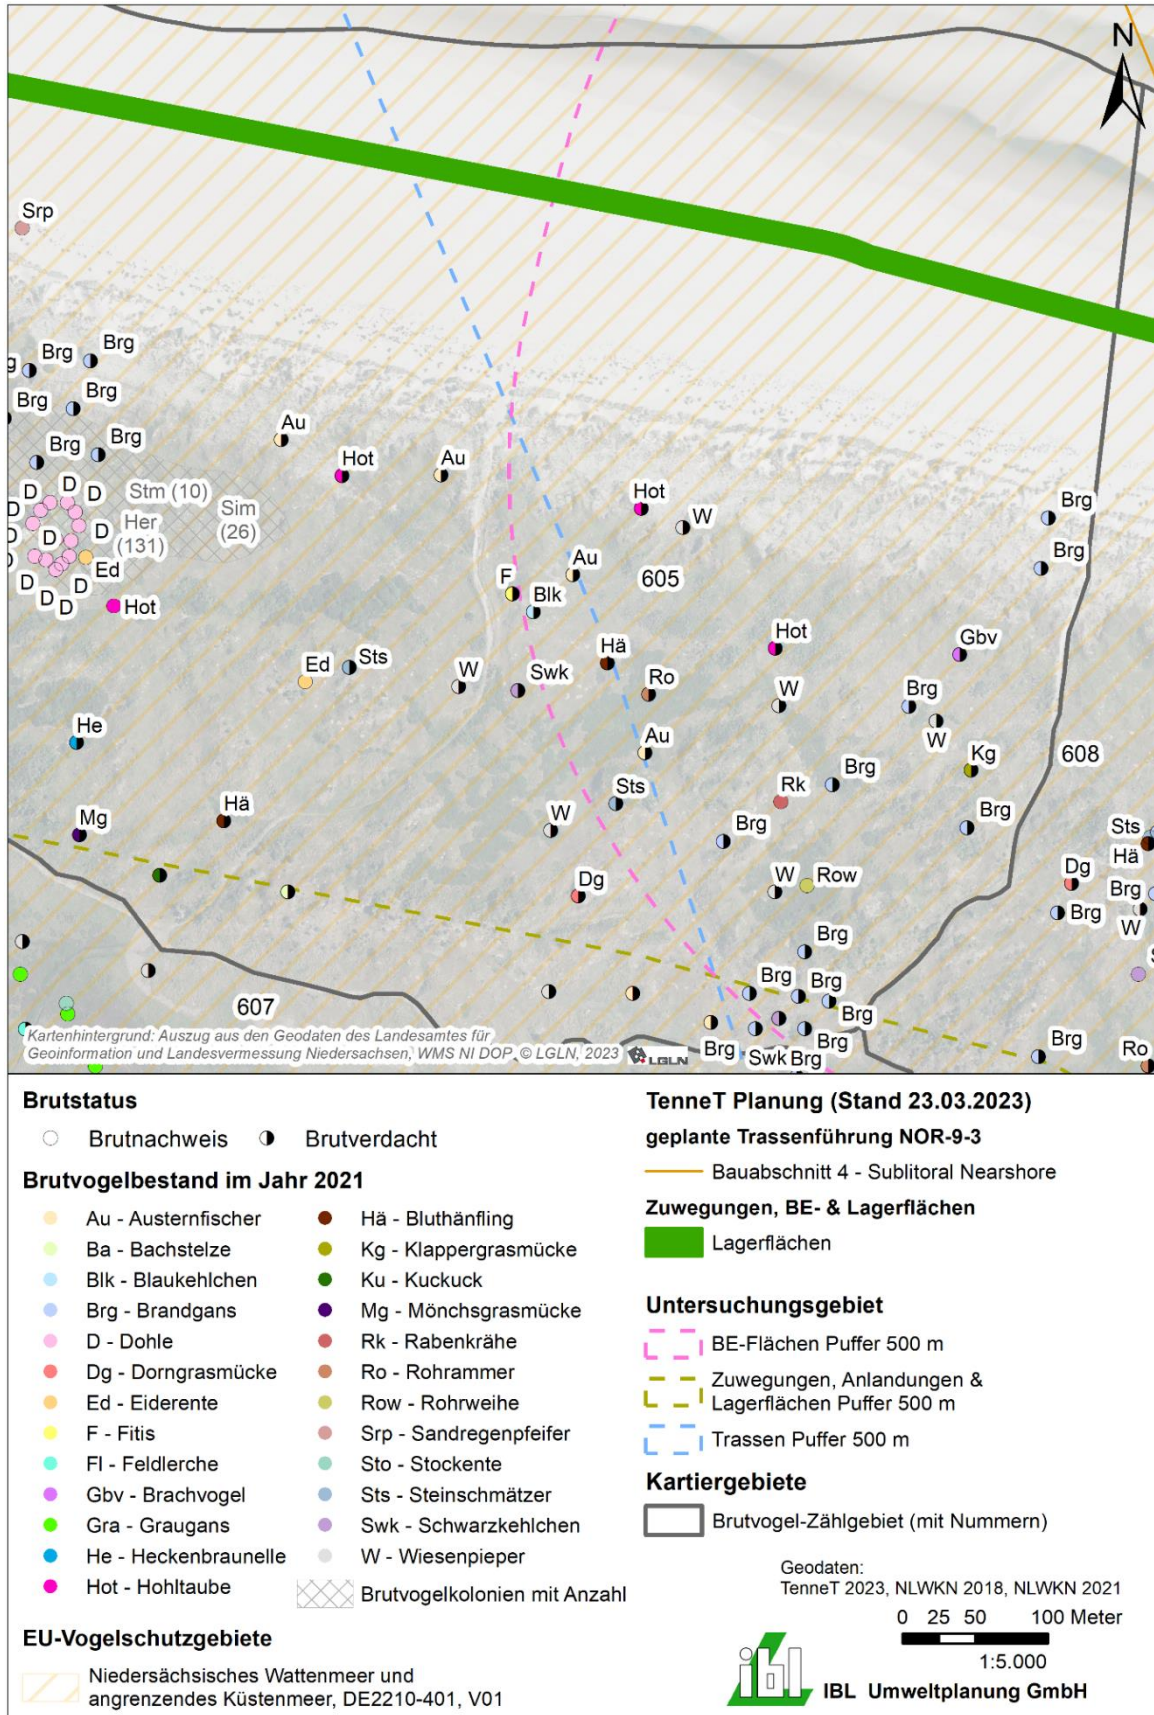 N
Srp
Brg
Brg
g
Brg
Brg
Brg
Brg
Au
Hot
Au
Hot
W
Brg
Brg
D
D
D
D
Stm (10)
Sim
(26)
D
D
D
D
Her
(131)
D
Ed
D
D
D
D
Hot
F
Au
Blk
605
Hä
Hot
Gbv
Ed
Sts
W
Swk
Ro
W
Brg
W
He
Au
Kg
608
Mg
Hä
W
Sts
Rk
Brg
Brg
Brg
Sts
Hä
Dg
W
Row
Dg
Brg
Brg
W
Brg
S
Brg
Brg
607
Brg
Brg
Brg
Swk
Brg
Brg
Ro
Kartenhintergrund: Auszug aus den Geodaten des Landesamtes für
Geoinformation und Landesvermessung Niedersachsen, WMS NI DOP, © LGLN, 2023
LGLN
Brutstatus
Brutnachweis
Brutverdacht
Brutvogelbestand im Jahr 2021
Au - Austernfischer
Ba - Bachstelze
Blk - Blaukehlchen
Brg - Brandgans
D - Dohle
Dg - Dorngrasmücke
Ed - Eiderente
F - Fitis
Fl - Feldlerche
Gbv - Brachvogel
Gra - Graugans
He - Heckenbraunelle
Hot - Hohltaube
Hä - Bluthänfling
Kg - Klappergrasmücke
Ku - Kuckuck
Mg - Mönchsgrasmücke
Rk - Rabenkrähe
Ro - Rohrammer
Row - Rohrweihe
Srp - Sandregenpfeifer
Sto - Stockente
Sts - Steinschmätzer
Swk - Schwarzkehlchen
W - Wiesenpieper
Brutvogelkolonien mit Anzahl
EU-Vogelschutzgebiete
Niedersächsisches Wattenmeer und
angrenzendes Küstenmeer, DE2210-401, V01
TenneT Planung (Stand 23.03.2023)
geplante Trassenführung NOR-9-3
Bauabschnitt 4 - Sublitoral Nearshore
Zuwegungen, BE- & Lagerflächen
Lagerflächen
Untersuchungsgebiet
BE-Flächen Puffer 500 m
Zuwegungen, Anlandungen &
Lagerflächen Puffer 500 m
Trassen Puffer 500 m
Kartiergebiete
Brutvogel-Zählgebiet (mit Nummern)
Geodaten:
TenneT 2023, NLWKN 2018, NLWKN 2021
0 25 50 100 Meter
1:5.000
ibl
IBL Umweltplanung GmbH